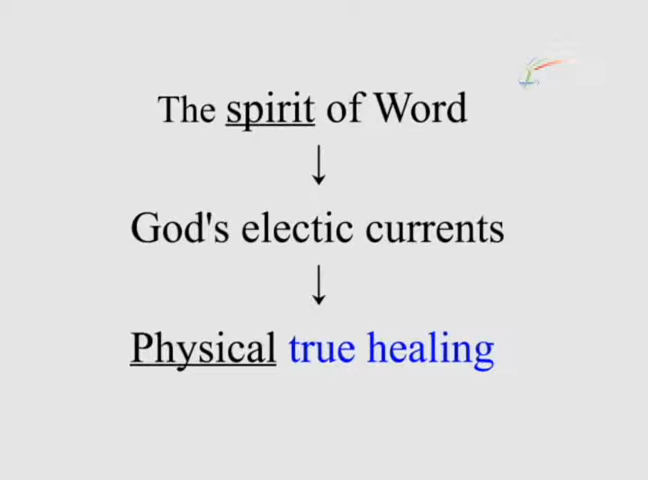 The spirit of Word
↓
God's electic currents
↓
Physical true healing